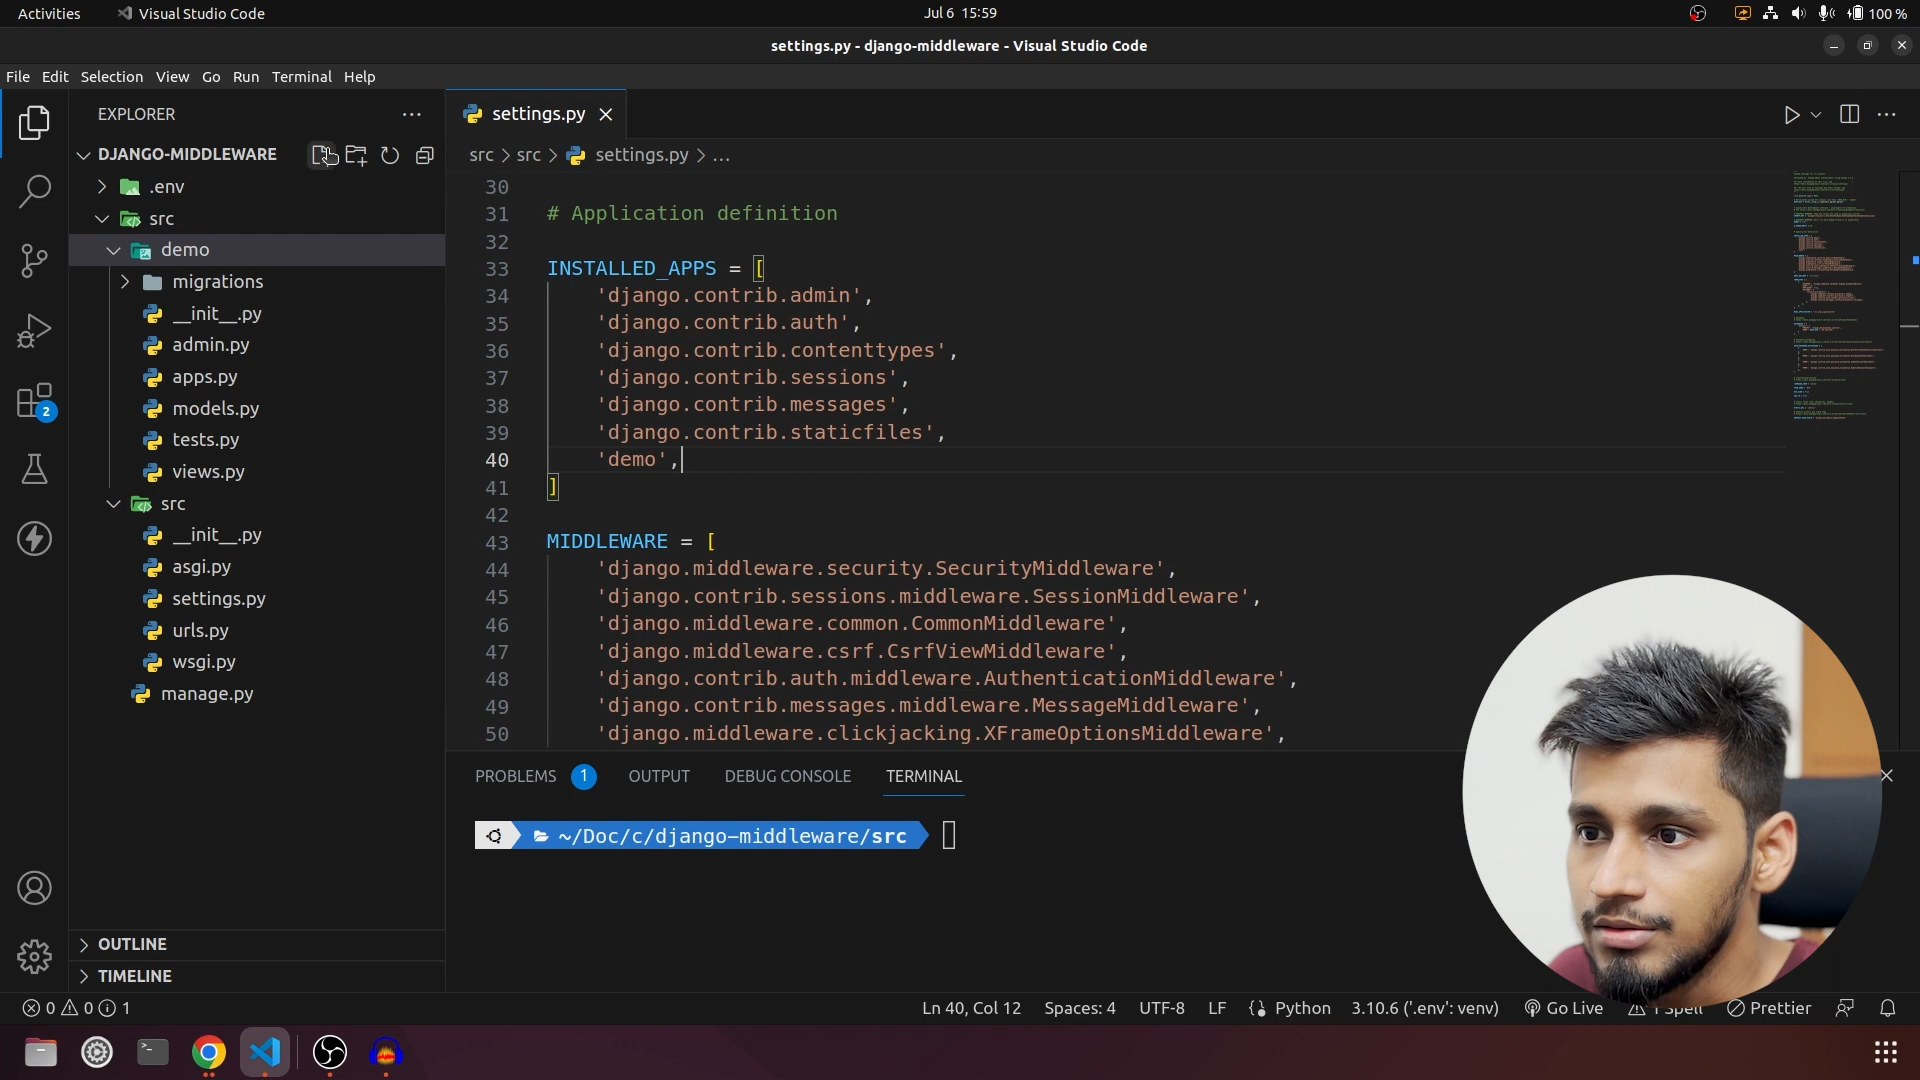 Activities
Visual Studio Code
Jul 6 15:59
100 %
settings.py - django-middleware - Visual Studio Code
File Edit Selection View Go Run Terminal Help
EXPLORER
DJANGO-MIDDLEWARE
.env
src
demo
migrations
__init__.py
admin.py
apps.py
models.py
tests.py
views.py
src
__init__.py
asgi.py
settings.py
urls.py
wsgi.py
manage.py
OUTLINE
TIMELINE
2
settings.py
src > src > settings.py > ...
30
31 # Application definition
32
33 INSTALLED_APPS = [
34 'django.contrib.admin',
35 'django.contrib.auth',
36 'django.contrib.contenttypes',
37 'django.contrib.sessions',
38 'django.contrib.messages',
39 'django.contrib.staticfiles',
40 'demo',
41 ]
42
43 MIDDLEWARE = [
44 'django.middleware.security.SecurityMiddleware',
45 'django.contrib.sessions.middleware.SessionMiddleware',
46 'django.middleware.common.CommonMiddleware',
47 'django.middleware.csrf.CsrfViewMiddleware',
48 'django.contrib.auth.middleware.AuthenticationMiddleware',
49 'django.contrib.messages.middleware.MessageMiddleware',
50 'django.middleware.clickjacking.XFrameOptionsMiddleware',
PROBLEMS 1 OUTPUT DEBUG CONSOLE TERMINAL
~/Doc/c/django-middleware/src
0 0 1
Ln 40, Col 12 Spaces: 4 UTF-8 LF Python 3.10.6 ('.env': venv) Go Live 1 Spell Prettier